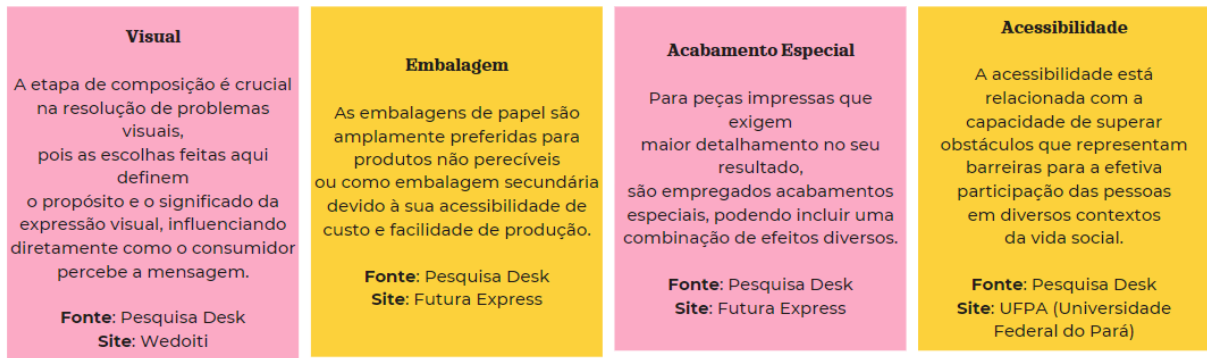 Visual
A etapa de composição é crucial
na resolução de problemas
visuais,
pois as escolhas feitas aqui
definem
o propósito e o significado da
expressão visual, influenciando
diretamente como o consumidor
percebe a mensagem.
Fonte: Pesquisa Desk
Site: Wedoiti
Embalagem
As embalagens de papel são
amplamente preferidas para
produtos não perecíveis
ou como embalagem secundária
devido à sua acessibilidade de
custo e facilidade de produção.
Fonte: Pesquisa Desk
Site: Futura Express
Acabamento Especial
Para peças impressas que
exigem
maior detalhamento no seu
resultado,
são empregados acabamentos
especiais, podendo incluir uma
combinação de efeitos diversos.
Fonte: Pesquisa Desk
Site: Futura Express
Acessibilidade
A acessibilidade está
relacionada com a
capacidade de superar
obstáculos que representam
barreiras para a efetiva
participação das pessoas
em diversos contextos
da vida social.
Fonte: Pesquisa Desk
Site: UFPA (Universidade
Federal do Pará)